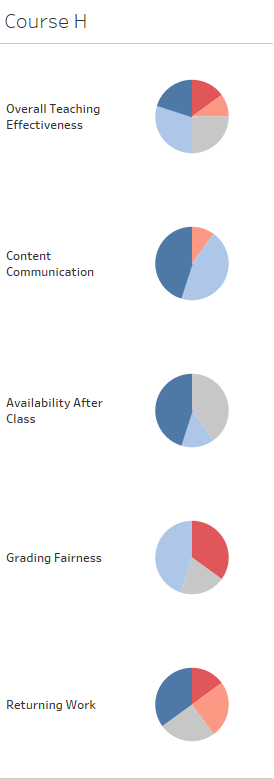 Course H
Overall Teaching
Effectiveness
Content
Communication
Availability After
Class
Grading Fairness
Returning Work